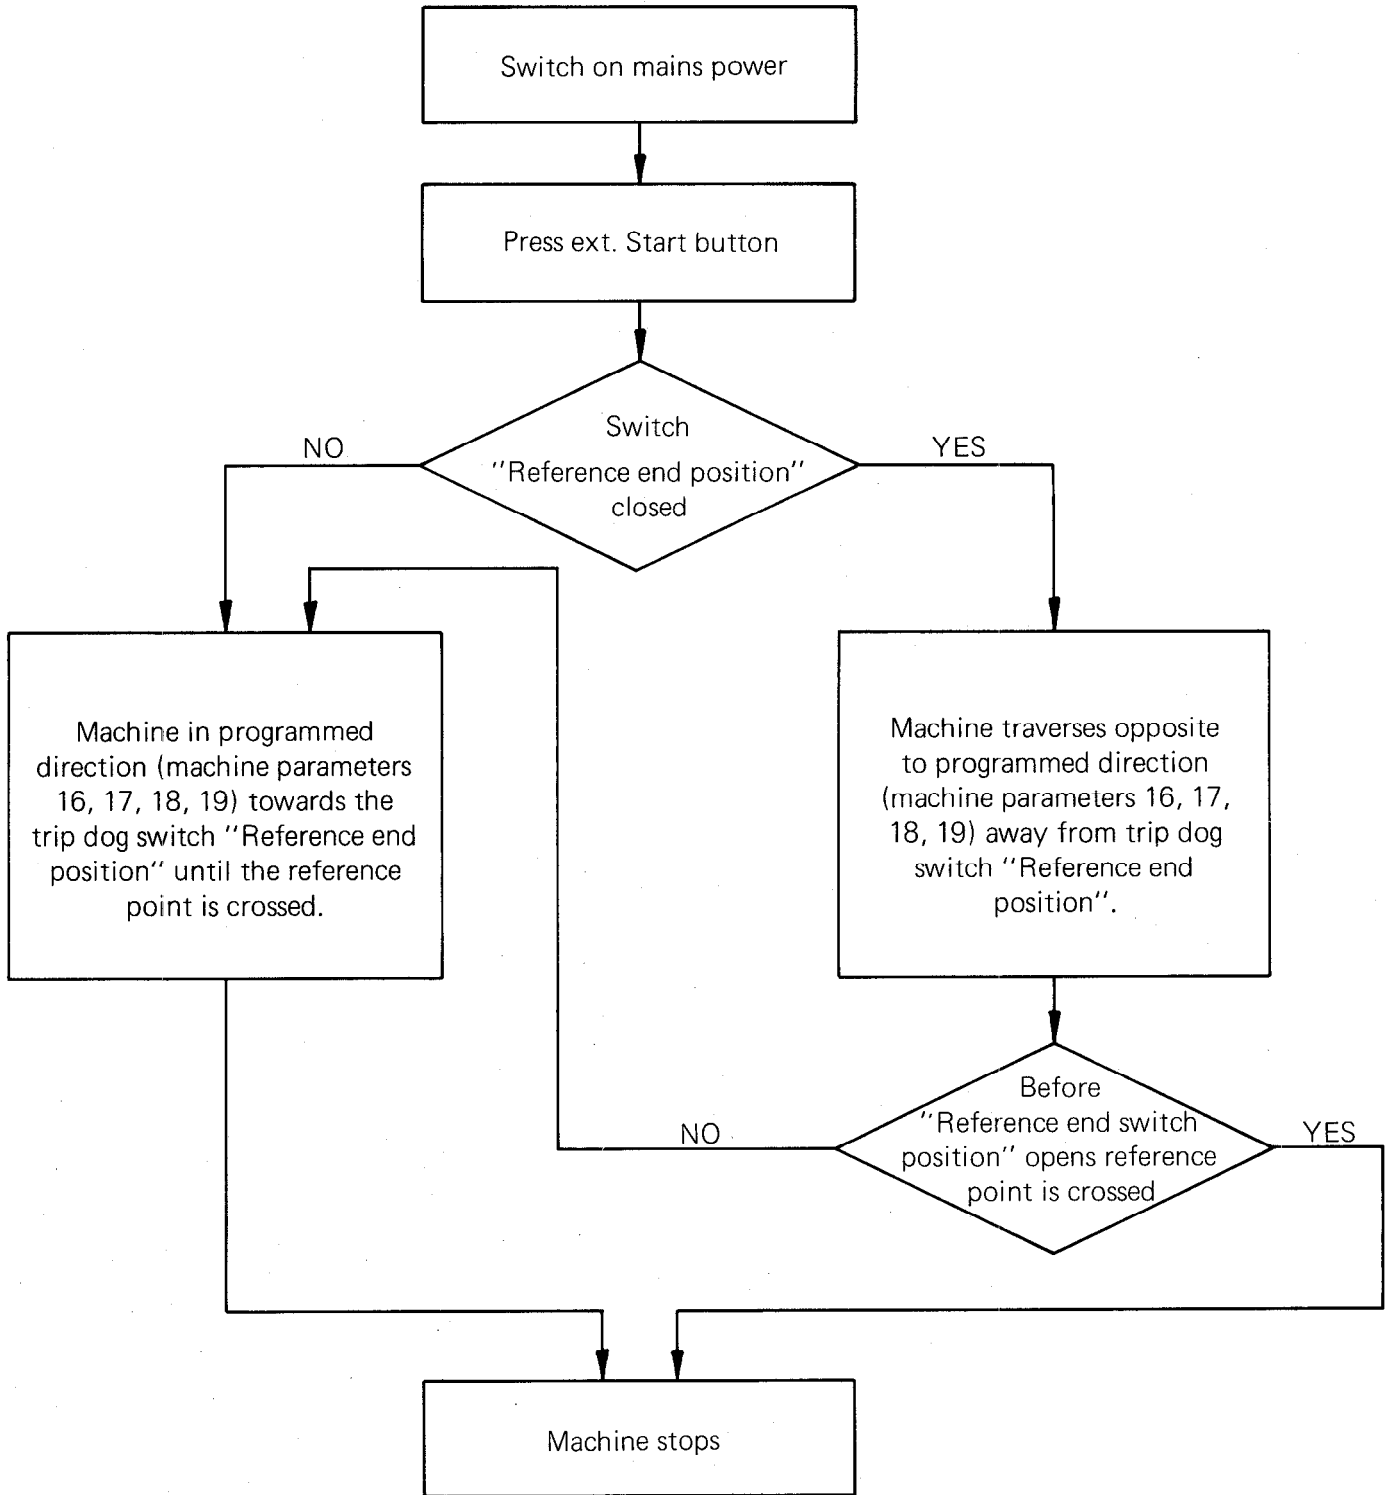 Switch on mains power
Press ext. Start button
Switch
"Reference end position"
closed
NO
YES
Machine in programmed
direction (machine parameters
16, 17, 18, 19) towards the
trip dog switch "Reference end
position" until the reference
point is crossed.
Machine traverses opposite
to programmed direction
(machine parameters 16, 17,
18, 19) away from trip dog
switch "Reference end
position".
Before
"Reference end switch
position" opens reference
point is crossed
NO
YES
Machine stops